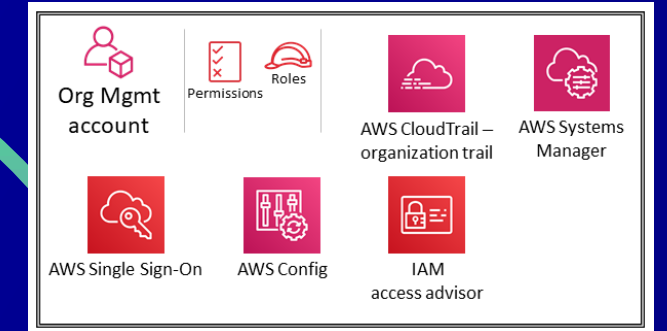 Org Mgmt
account
Permissions
Roles
AWS CloudTrail –
organization trail
AWS Systems
Manager
AWS Single Sign-On
AWS Config
IAM
access advisor